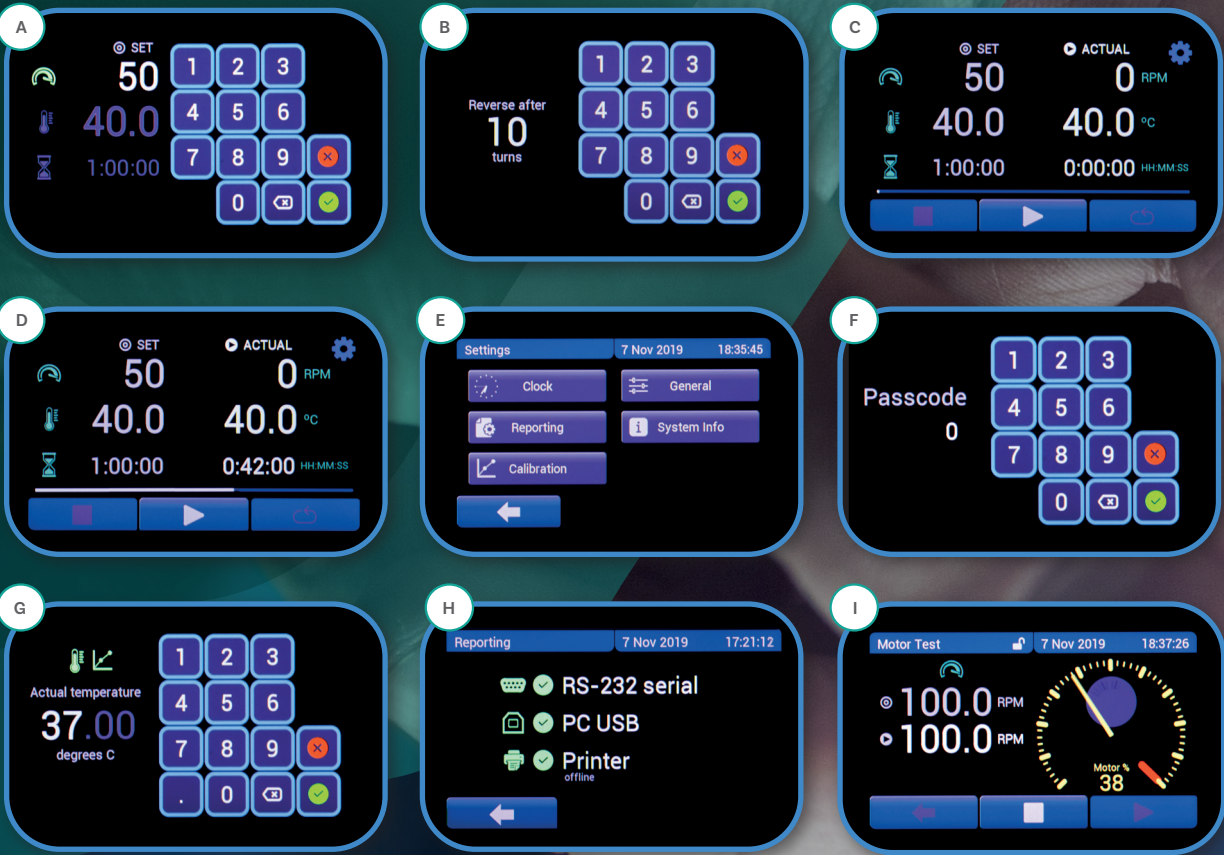 A
SET
50
40.0
1:00:00
1 2 3
4 5 6
7 8 9
0
B
Reverse after
10
turns
1 2 3
4 5 6
7 8 9
0
C
SET ACTUAL
50 0 RPM
40.0 40.0 ºC
1:00:00 0:00:00 HH:MM:SS
D
SET ACTUAL
50 0 RPM
40.0 40.0 ºC
1:00:00 0:42:00 HH:MM:SS
E
Settings 7 Nov 2019 18:35:45
Clock General
Reporting System Info
Calibration
F
Passcode
0
1 2 3
4 5 6
7 8 9
0
G
Actual temperature
37.00
degrees C
1 2 3
4 5 6
7 8 9
. 0
H
Reporting 7 Nov 2019 17:21:12
RS-232 serial
PC USB
Printer
offline
I
Motor Test 7 Nov 2019 18:37:26
100.0 RPM
100.0 RPM
Motor %
38